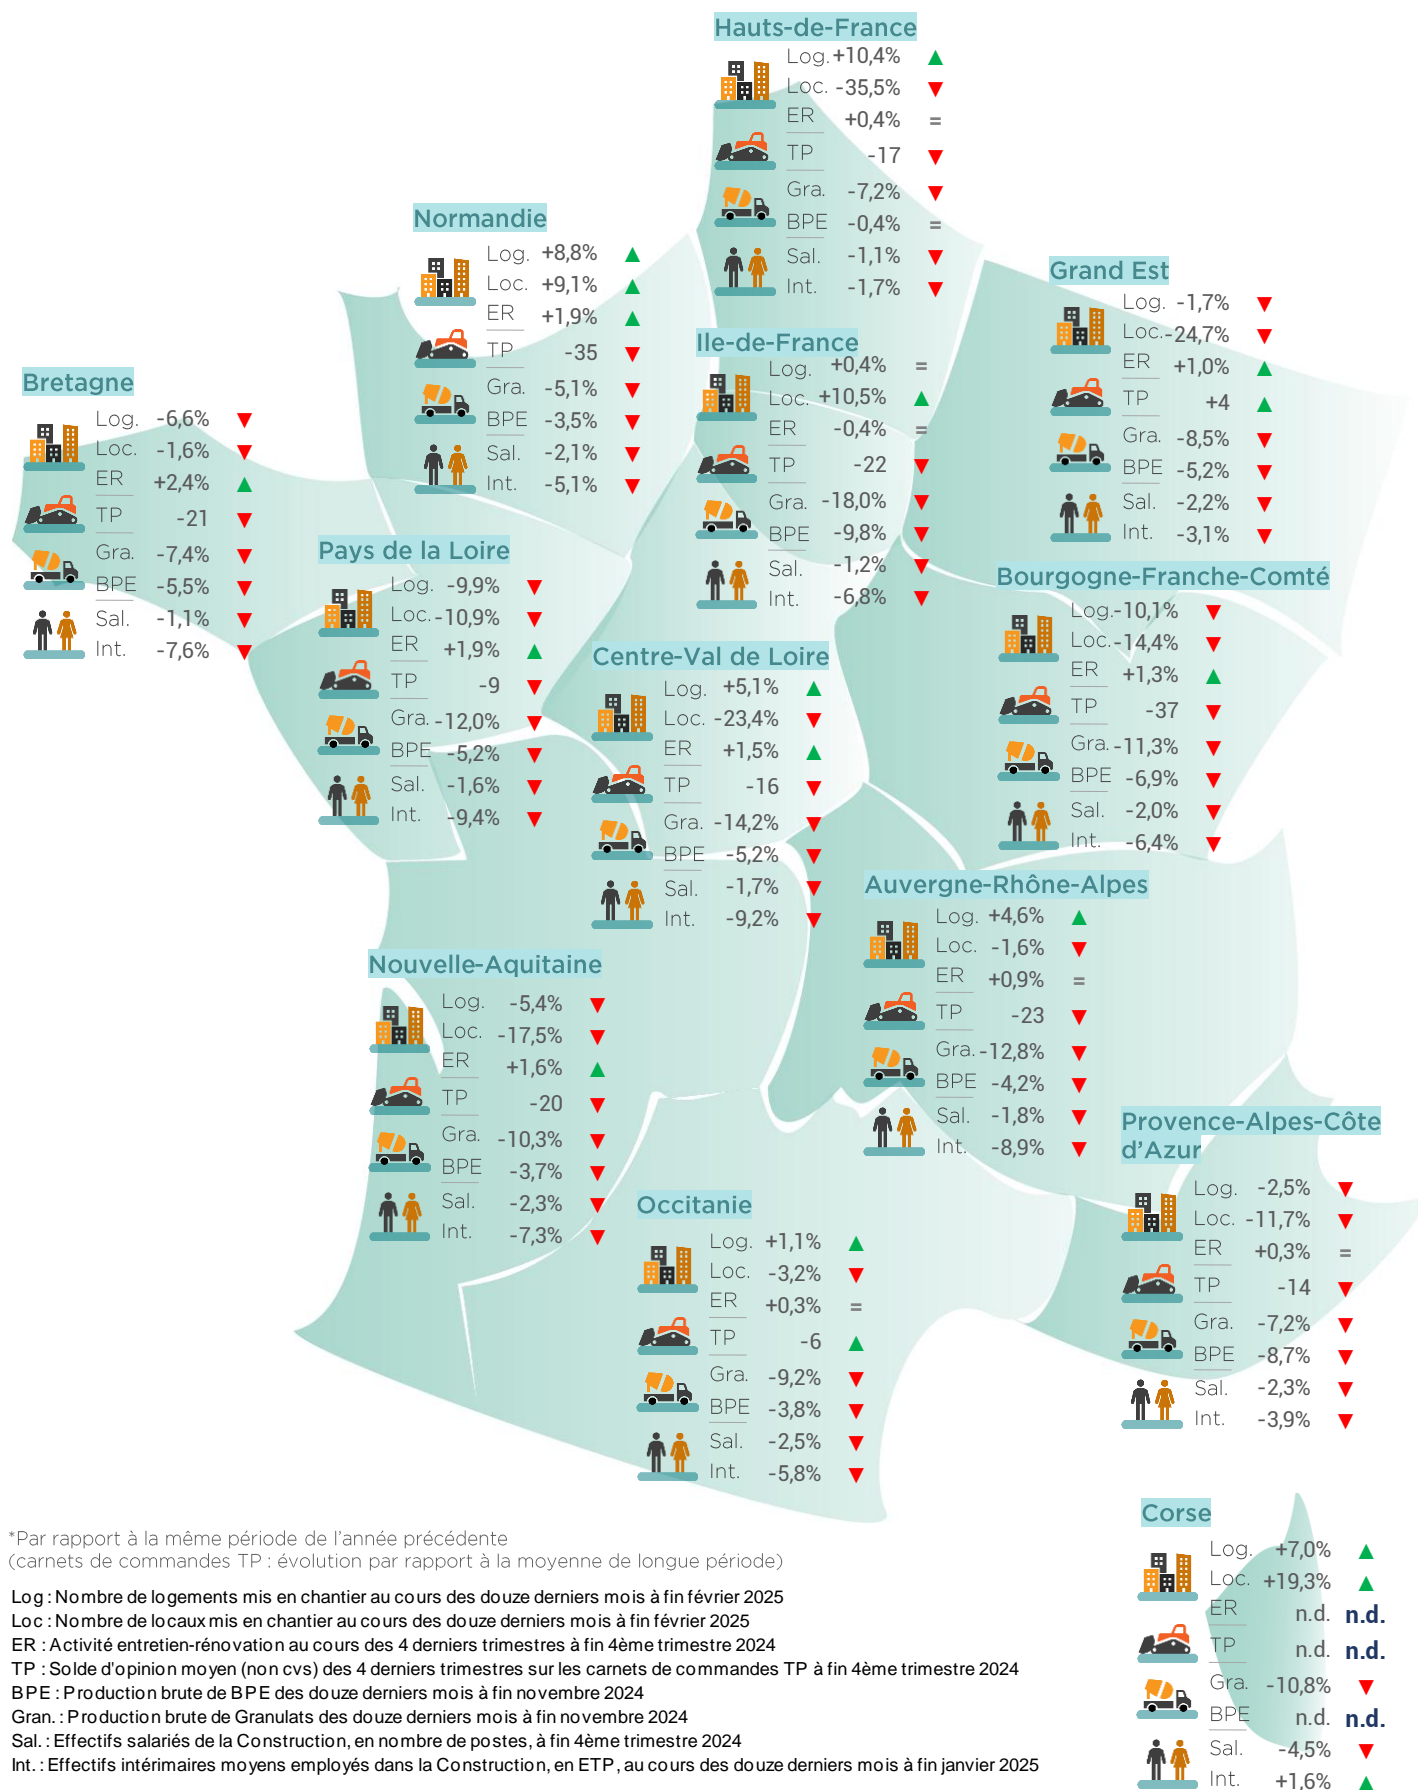 Hauts-de-France
Log. +10,4% ▲
Loc. -35,5% ▼
ER +0,4% =
TP -17 ▼
Gra. -7,2% ▼
BPE -0,4% =
Sal. -1,1% ▼
Int. -1,7% ▼
Normandie
Log. +8,8% ▲
Loc. +9,1% ▲
ER +1,9% ▲
TP -35 ▼
Gra. -5,1% ▼
BPE -3,5% ▼
Sal. -2,1% ▼
Int. -5,1% ▼
Grand Est
Log. -1,7% ▼
Loc. -24,7% ▼
ER +1,0% ▲
TP +4 ▲
Gra. -8,5% ▼
BPE -5,2% ▼
Sal. -2,2% ▼
Int. -3,1% ▼
Ile-de-France
Log. +0,4% =
Loc. +10,5% ▲
ER -0,4% =
TP -22 ▼
Gra. -18,0% ▼
BPE -9,8% ▼
Sal. -1,2% ▼
Int. -6,8% ▼
Bretagne
Log. -6,6% ▼
Loc. -1,6% ▼
ER +2,4% ▲
TP -21 ▼
Gra. -7,4% ▼
BPE -5,5% ▼
Sal. -1,1% ▼
Int. -7,6% ▼
Pays de la Loire
Log. -9,9% ▼
Loc. -10,9% ▼
ER +1,9% ▲
TP -9 ▼
Gra. -12,0% ▼
BPE -5,2% ▼
Sal. -1,6% ▼
Int. -9,4% ▼
Bourgogne-Franche-Comté
Log. -10,1% ▼
Loc. -14,4% ▼
ER +1,3% ▲
TP -37 ▼
Gra. -11,3% ▼
BPE -6,9% ▼
Sal. -2,0% ▼
Int. -6,4% ▼
Centre-Val de Loire
Log. +5,1% ▲
Loc. -23,4% ▼
ER +1,5% ▲
TP -16 ▼
Gra. -14,2% ▼
BPE -5,2% ▼
Sal. -1,7% ▼
Int. -9,2% ▼
Auvergne-Rhône-Alpes
Log. +4,6% ▲
Loc. -1,6% ▼
ER +0,9% =
TP -23 ▼
Gra. -12,8% ▼
BPE -4,2% ▼
Sal. -1,8% ▼
Int. -8,9% ▼
Nouvelle-Aquitaine
Log. -5,4% ▼
Loc. -17,5% ▼
ER +1,6% ▲
TP -20 ▼
Gra. -10,3% ▼
BPE -3,7% ▼
Sal. -2,3% ▼
Int. -7,3% ▼
Provence-Alpes-Côte
d'Azur
Log. -2,5% ▼
Loc. -11,7% ▼
ER +0,3% =
TP -14 ▼
Gra. -7,2% ▼
BPE -8,7% ▼
Sal. -2,3% ▼
Int. -3,9% ▼
Occitanie
Log. +1,1% ▲
Loc. -3,2% ▼
ER +0,3% =
TP -6 ▲
Gra. -9,2% ▼
BPE -3,8% ▼
Sal. -2,5% ▼
Int. -5,8% ▼
Corse
Log. +7,0% ▲
Loc. +19,3% ▲
ER n.d. n.d.
TP n.d. n.d.
Gra. -10,8% ▼
BPE n.d. n.d.
Sal. -4,5% ▼
Int. +1,6% ▲
*Par rapport à la même période de l'année précédente
(carnets de commandes TP : évolution par rapport à la moyenne de longue période)
Log : Nombre de logements mis en chantier au cours des douze derniers mois à fin février 2025
Loc : Nombre de locaux mis en chantier au cours des douze derniers mois à fin février 2025
ER : Activité entretien-rénovation au cours des 4 derniers trimestres à fin 4ème trimestre 2024
TP : Solde d'opinion moyen (non cvs) des 4 derniers trimestres sur les carnets de commandes TP à fin 4ème trimestre 2024
BPE : Production brute de BPE des douze derniers mois à fin novembre 2024
Gran. : Production brute de Granulats des douze derniers mois à fin novembre 2024
Sal. : Effectifs salariés de la Construction, en nombre de postes, à fin 4ème trimestre 2024
Int. : Effectifs intérimaires moyens employés dans la Construction, en ETP, au cours des douze derniers mois à fin janvier 2025